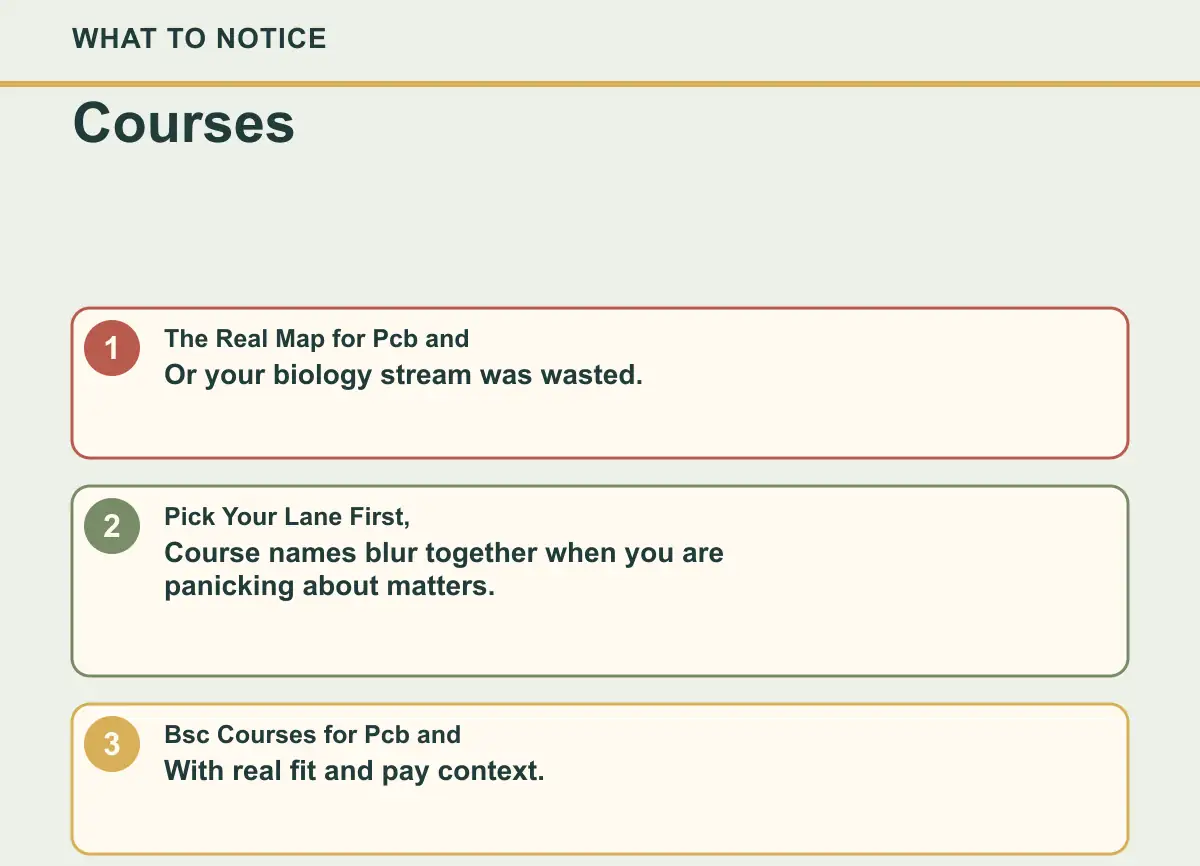 WHAT TO NOTICE
Courses
1
The Real Map for Pcb and
Or your biology stream was wasted.
2
Pick Your Lane First,
Course names blur together when you are
panicking about matters.
3
Bsc Courses for Pcb and
With real fit and pay context.